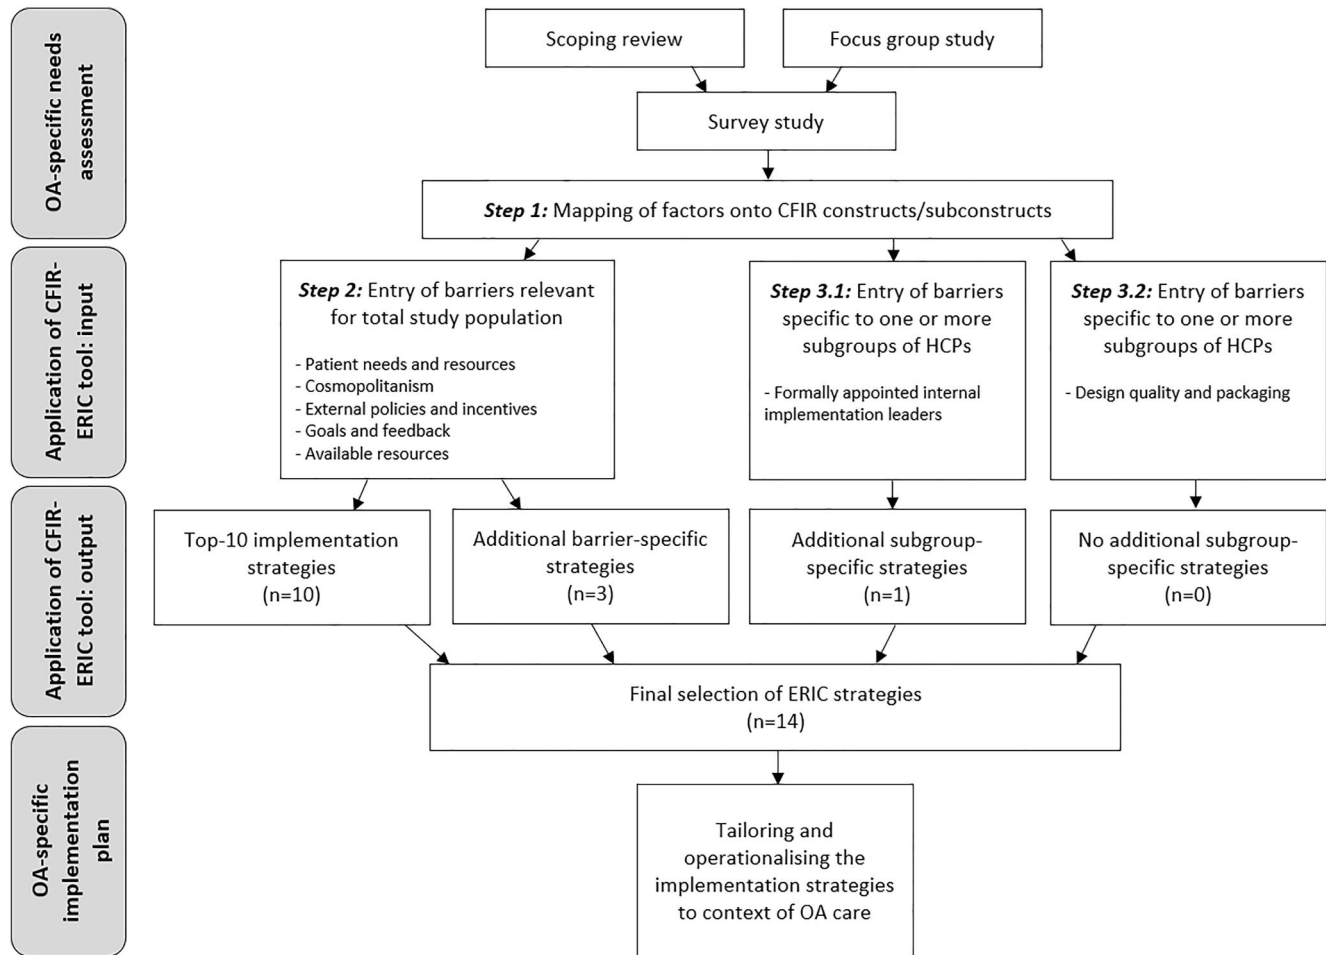 OA-specific needs
assessment
Scoping review
Focus group study
Survey study
Step 1: Mapping of factors onto CFIR constructs/subconstructs
Application of CFIR-
ERIC tool: input
Step 2: Entry of barriers relevant
for total study population
- Patient needs and resources
- Cosmopolitanism
- External policies and incentives
- Goals and feedback
- Available resources
Step 3.1: Entry of barriers
specific to one or more
subgroups of HCPs
- Formally appointed internal
implementation leaders
Step 3.2: Entry of barriers
specific to one or more
subgroups of HCPs
- Design quality and packaging
Application of CFIR-
ERIC tool: output
Top-10 implementation
strategies
(n=10)
Additional barrier-specific
strategies
(n=3)
Additional subgroup-
specific strategies
(n=1)
No additional subgroup-
specific strategies
(n=0)
Final selection of ERIC strategies
(n=14)
OA-specific
implementation
plan
Tailoring and
operationalising the
implementation strategies
to context of OA care